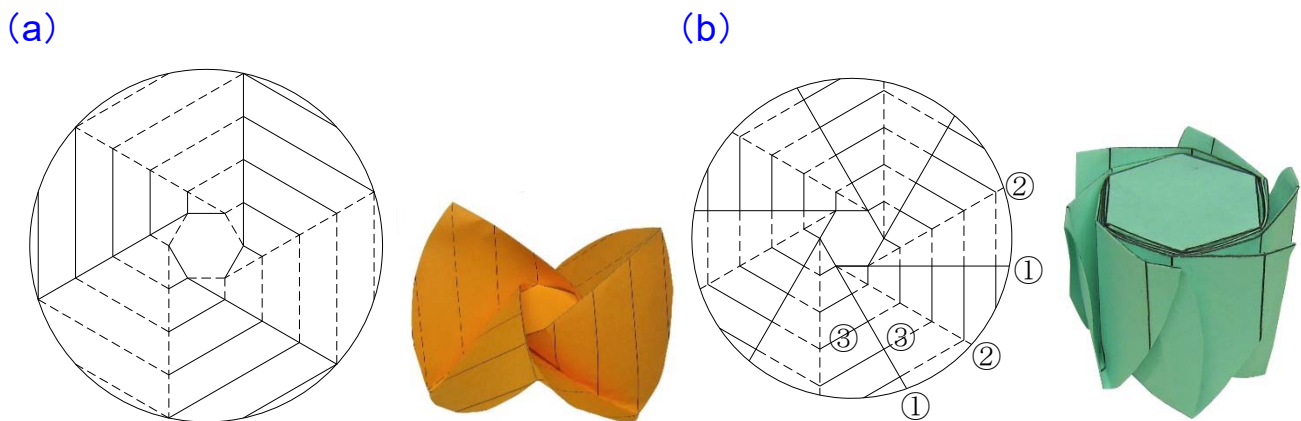 (a)
(b)
②
①
③ ③
②
①